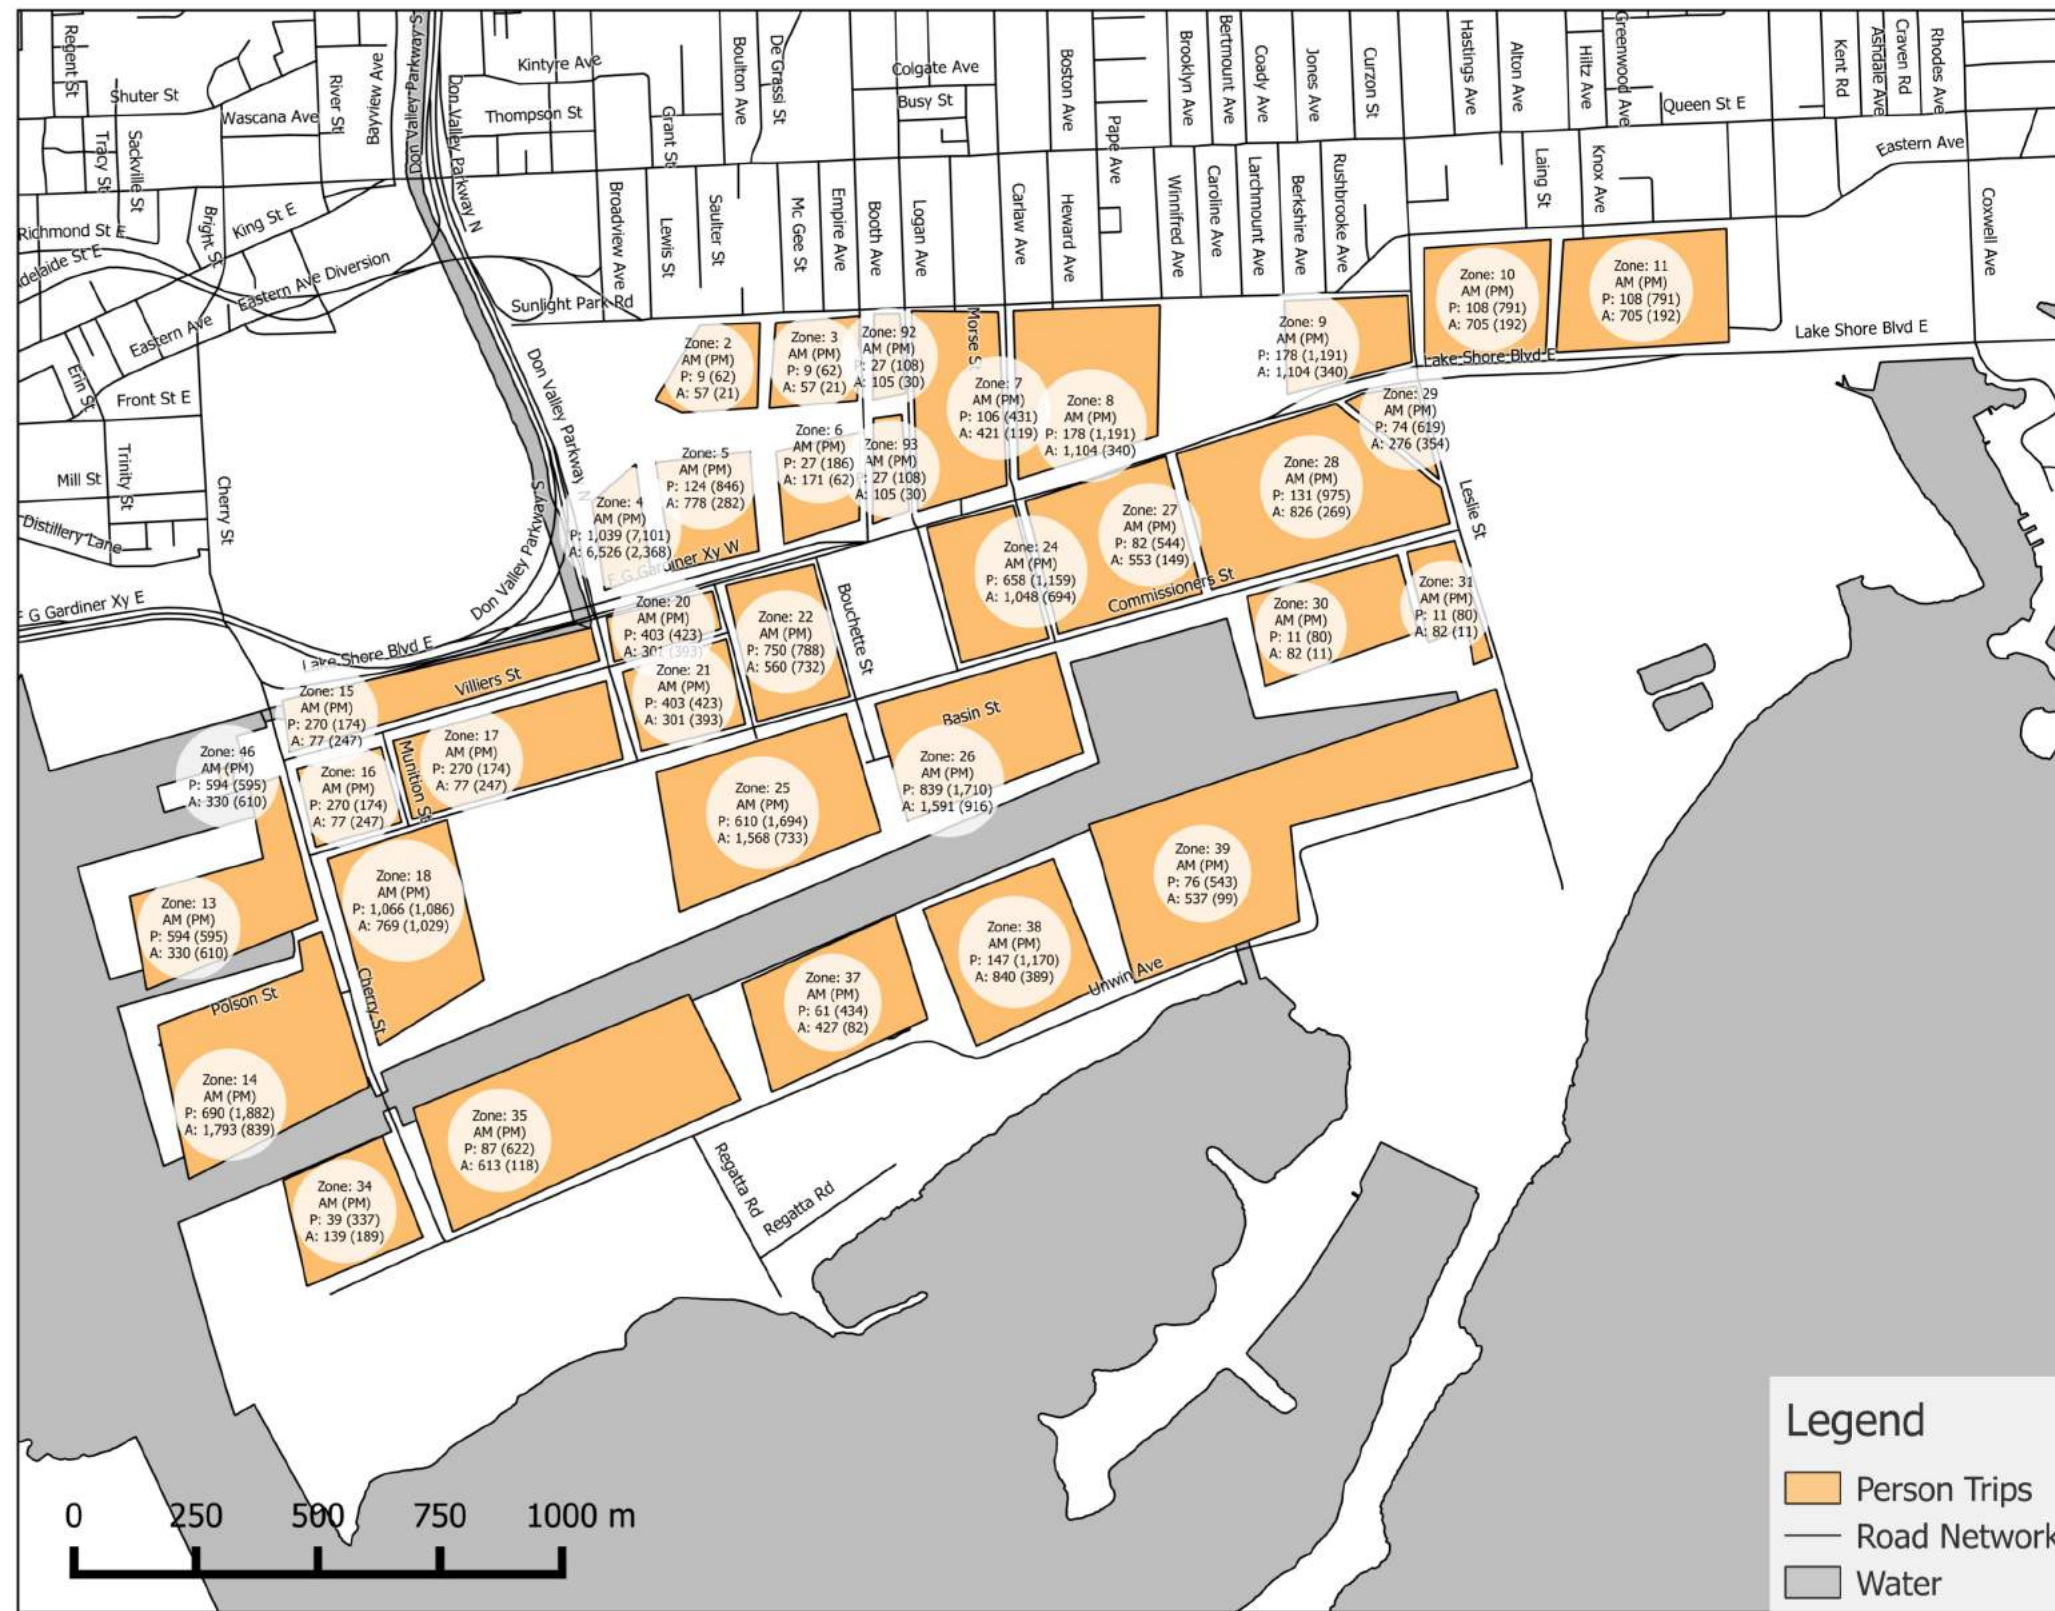 Regent St
Shuter St
Wascana Ave
River St
Bayview Ave
Don Valley Parkway S
Don Valley Parkway N
Kintyre Ave
Thompson St
Grant St
Boulton Ave
De Grassi St
Colgate Ave
Busy St
Boston Ave
Pape Ave
Brooklyn Ave
Bertmount Ave
Coady Ave
Jones Ave
Curzon St
Hastings Ave
Alton Ave
Hiltz Ave
Greenwood Ave
Queen St E
Kent Rd
Ashdale Ave
Craven Rd
Rhodes Ave
Eastern Ave
Tracy St
Sackville St
Richmond St E
delaide St E
Bright St
King St E
Eastern Ave Diversion
Eastern Ave
Erin St
Front St E
Mill St
Trinity St
Distillery Lane
Cherry St
Sunlight Park Rd
Broadview Ave
Lewis St
Saulter St
Mc Gee St
Empire Ave
Booth Ave
Logan Ave
Morse St
Carlaw Ave
Heward Ave
Winnifred Ave
Caroline Ave
Larchmount Ave
Berkshire Ave
Rushbrooke Ave
Laing St
Knox Ave
Coxwell Ave
Lake Shore Blvd E
Lake Shore Blvd E
Leslie St
Don Valley Parkway N
Don Valley Parkway S
F G Gardiner Xy W
F G Gardiner Xy E
Lake Shore Blvd E
Villiers St
Munition St
Bouchette St
Commissioners St
Basin St
Polson St
Cherry St
Unwin Ave
Regatta Rd
Regatta Rd
Zone: 2
AM (PM)
P: 9 (62)
A: 57 (21)
Zone: 3
AM (PM)
P: 9 (62)
A: 57 (21)
Zone: 92
AM (PM)
P: 27 (108)
A: 105 (30)
Zone: 7
AM (PM)
P: 106 (431)
A: 421 (119)
Zone: 8
AM (PM)
P: 178 (1,191)
A: 1,104 (340)
Zone: 9
AM (PM)
P: 178 (1,191)
A: 1,104 (340)
Zone: 10
AM (PM)
P: 108 (791)
A: 705 (192)
Zone: 11
AM (PM)
P: 108 (791)
A: 705 (192)
Zone: 4
AM (PM)
P: 1,039 (7,101)
A: 6,526 (2,368)
Zone: 5
AM (PM)
P: 124 (846)
A: 778 (282)
Zone: 6
AM (PM)
P: 27 (186)
A: 171 (62)
Zone: 93
AM (PM)
P: 27 (108)
A: 105 (30)
Zone: 29
AM (PM)
P: 74 (619)
A: 276 (354)
Zone: 28
AM (PM)
P: 131 (975)
A: 826 (269)
Zone: 27
AM (PM)
P: 82 (544)
A: 553 (149)
Zone: 24
AM (PM)
P: 658 (1,159)
A: 1,048 (694)
Zone: 20
AM (PM)
P: 403 (423)
A: 301 (393)
Zone: 22
AM (PM)
P: 750 (788)
A: 560 (732)
Zone: 21
AM (PM)
P: 403 (423)
A: 301 (393)
Zone: 30
AM (PM)
P: 11 (80)
A: 82 (11)
Zone: 31
AM (PM)
P: 11 (80)
A: 82 (11)
Zone: 15
AM (PM)
P: 270 (174)
A: 77 (247)
Zone: 46
AM (PM)
P: 594 (595)
A: 330 (610)
Zone: 16
AM (PM)
P: 270 (174)
A: 77 (247)
Zone: 17
AM (PM)
P: 270 (174)
A: 77 (247)
Zone: 25
AM (PM)
P: 610 (1,694)
A: 1,568 (733)
Zone: 26
AM (PM)
P: 839 (1,710)
A: 1,591 (916)
Zone: 13
AM (PM)
P: 594 (595)
A: 330 (610)
Zone: 18
AM (PM)
P: 1,066 (1,086)
A: 769 (1,029)
Zone: 39
AM (PM)
P: 76 (543)
A: 537 (99)
Zone: 38
AM (PM)
P: 147 (1,170)
A: 840 (389)
Zone: 37
AM (PM)
P: 61 (434)
A: 427 (82)
Zone: 14
AM (PM)
P: 690 (1,882)
A: 1,793 (839)
Zone: 35
AM (PM)
P: 87 (622)
A: 613 (118)
Zone: 34
AM (PM)
P: 39 (337)
A: 139 (189)
0 250 500 750 1000 m
Legend
Person Trips
Road Network
Water